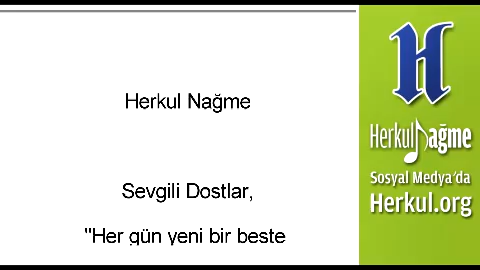 Herkul Nağme
Sevgili Dostlar,
"Her gün yeni bir beste
H
Herkul Nağme
Sosyal Medya'da
Herkul.org